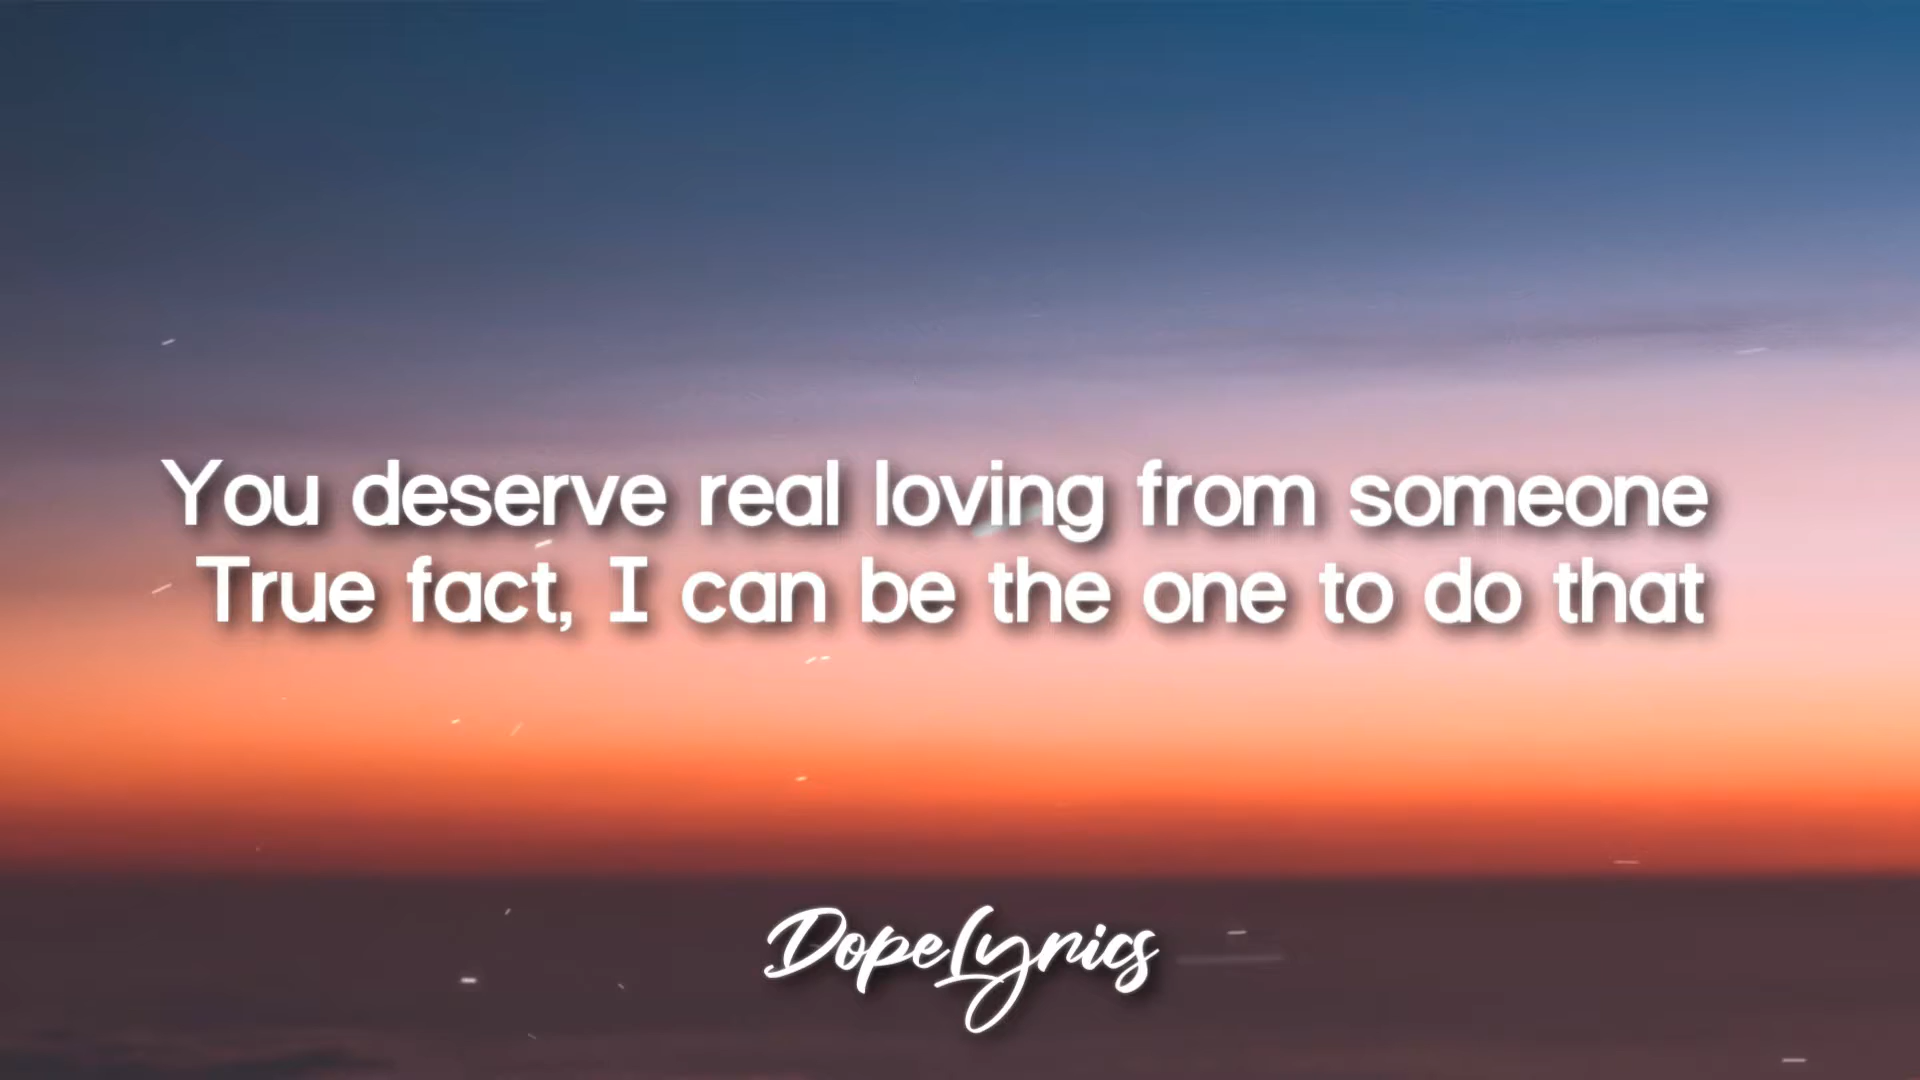 You deserve real loving from someone
True fact, I can be the one to do that
DopeLyrics